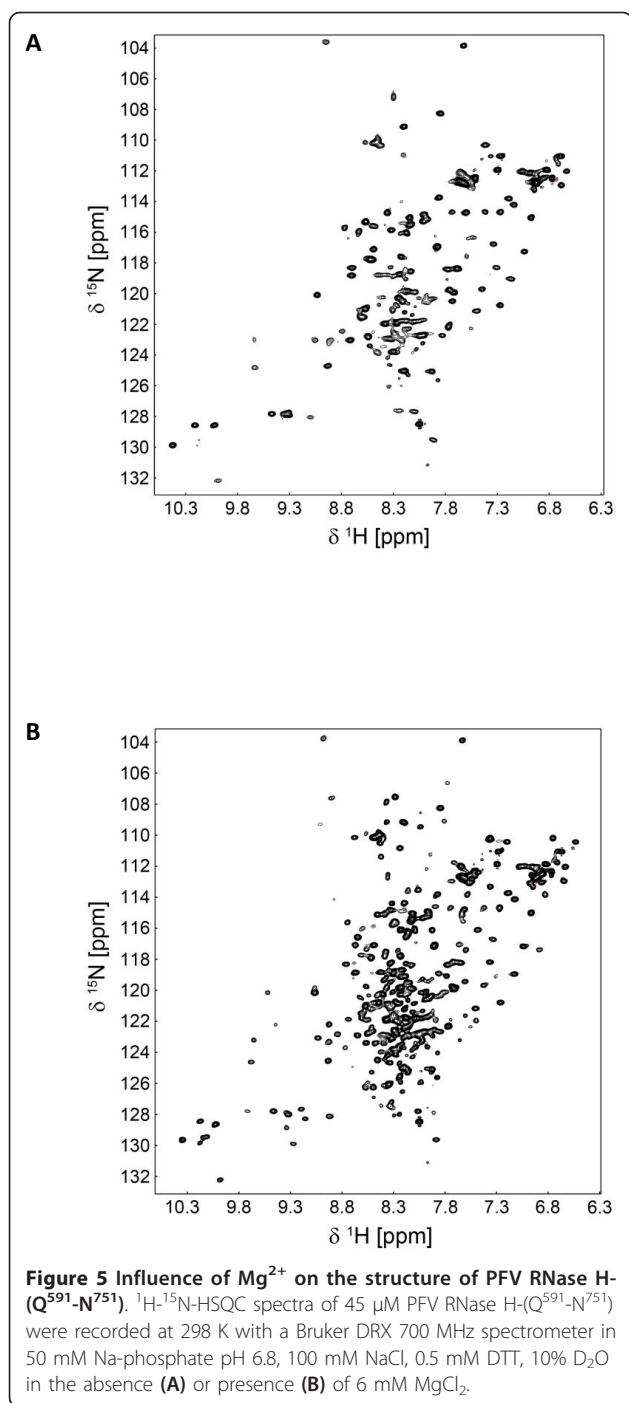 A
104
106
108
110
112
114
116
118
120
122
124
126
128
130
132
δ 15N [ppm]
10.3 9.8 9.3 8.8 8.3 7.8 7.3 6.8 6.3
δ 1H [ppm]
B
104
106
108
110
112
114
116
118
120
122
124
126
128
130
132
δ 15N [ppm]
10.3 9.8 9.3 8.8 8.3 7.8 7.3 6.8 6.3
δ 1H [ppm]
Figure 5 Influence of Mg2+ on the structure of PFV RNase H-
(Q591-N751). 1H-15N-HSQC spectra of 45 μM PFV RNase H-(Q591-N751)
were recorded at 298 K with a Bruker DRX 700 MHz spectrometer in
50 mM Na-phosphate pH 6.8, 100 mM NaCl, 0.5 mM DTT, 10% D2O
in the absence (A) or presence (B) of 6 mM MgCl2.